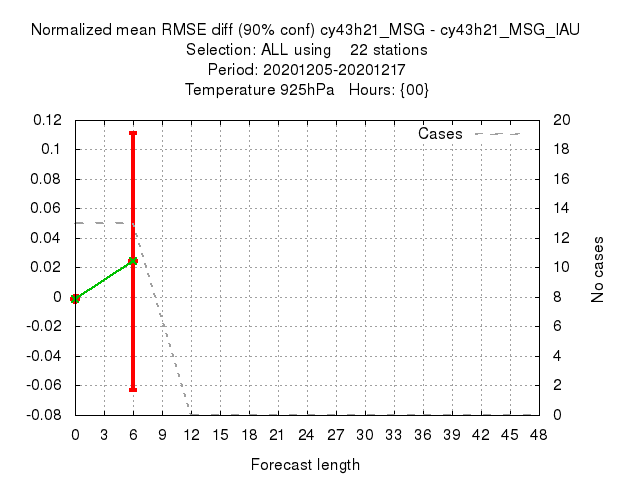 Normalized mean RMSE diff (90% conf) cy43h21_MSG - cy43h21_MSG_IAU
Selection: ALL using 22 stations
Period: 20201205-20201217
Temperature 925hPa Hours: {00}
Cases
0.12
0.1
0.08
0.06
0.04
0.02
0
-0.02
-0.04
-0.06
-0.08
20
18
16
14
12
10
8
6
4
2
0
No cases
0 3 6 9 12 15 18 21 24 27 30 33 36 39 42 45 48
Forecast length